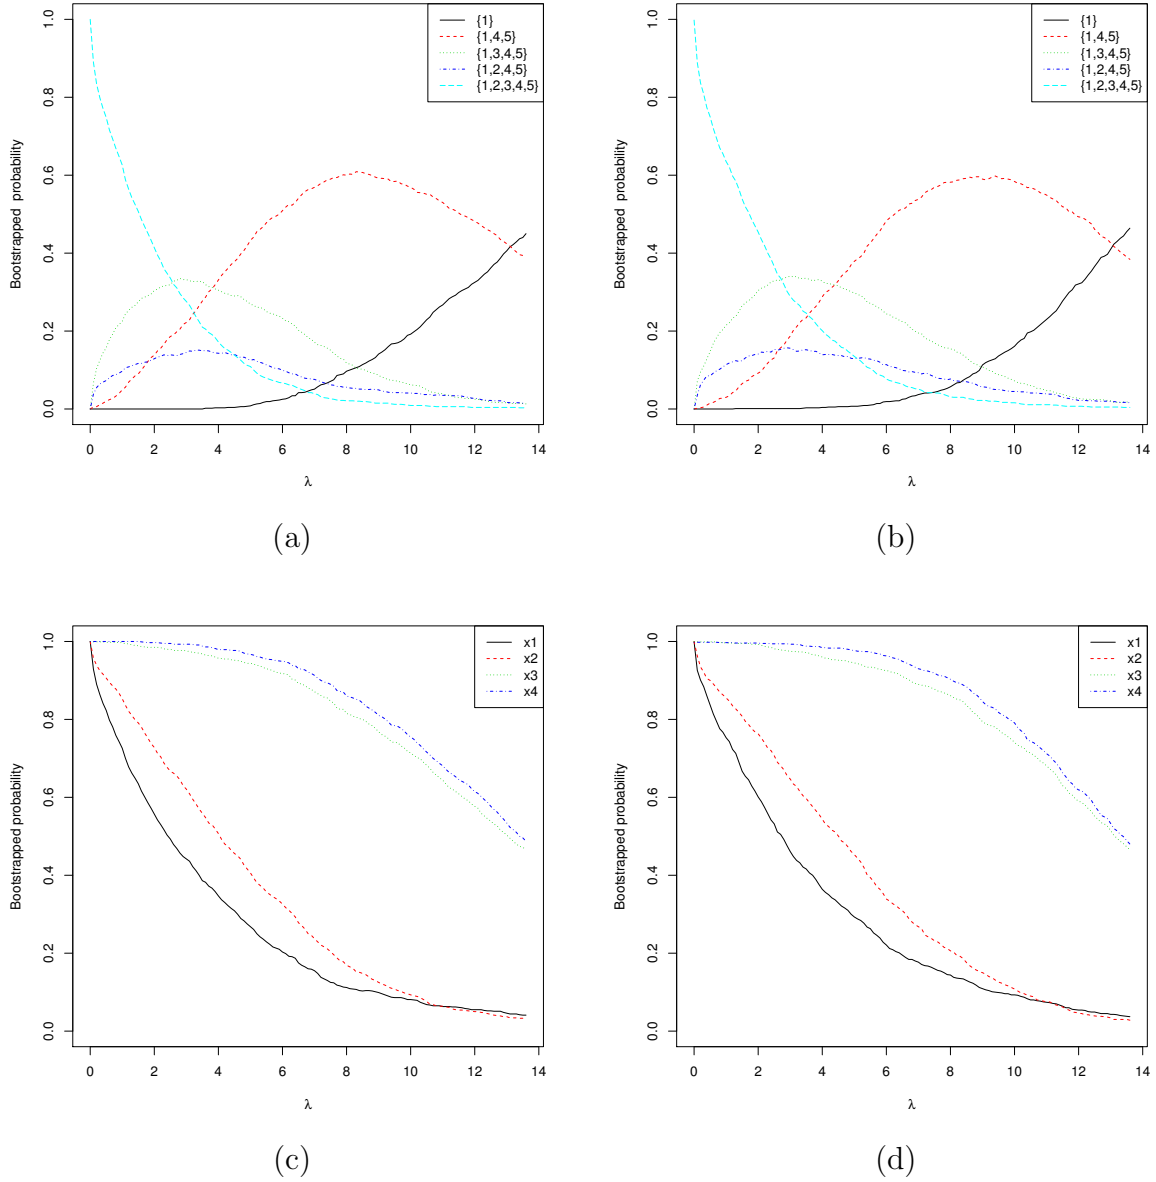 {1}
{1,4,5}
{1,3,4,5}
{1,2,4,5}
{1,2,3,4,5}
Bootstrapped probability
0.0 0.2 0.4 0.6 0.8 1.0
0 2 4 6 8 10 12 14
λ
(a)
{1}
{1,4,5}
{1,3,4,5}
{1,2,4,5}
{1,2,3,4,5}
Bootstrapped probability
0.0 0.2 0.4 0.6 0.8 1.0
0 2 4 6 8 10 12 14
λ
(b)
x1
x2
x3
x4
Bootstrapped probability
0.0 0.2 0.4 0.6 0.8 1.0
0 2 4 6 8 10 12 14
λ
(c)
x1
x2
x3
x4
Bootstrapped probability
0.0 0.2 0.4 0.6 0.8 1.0
0 2 4 6 8 10 12 14
λ
(d)